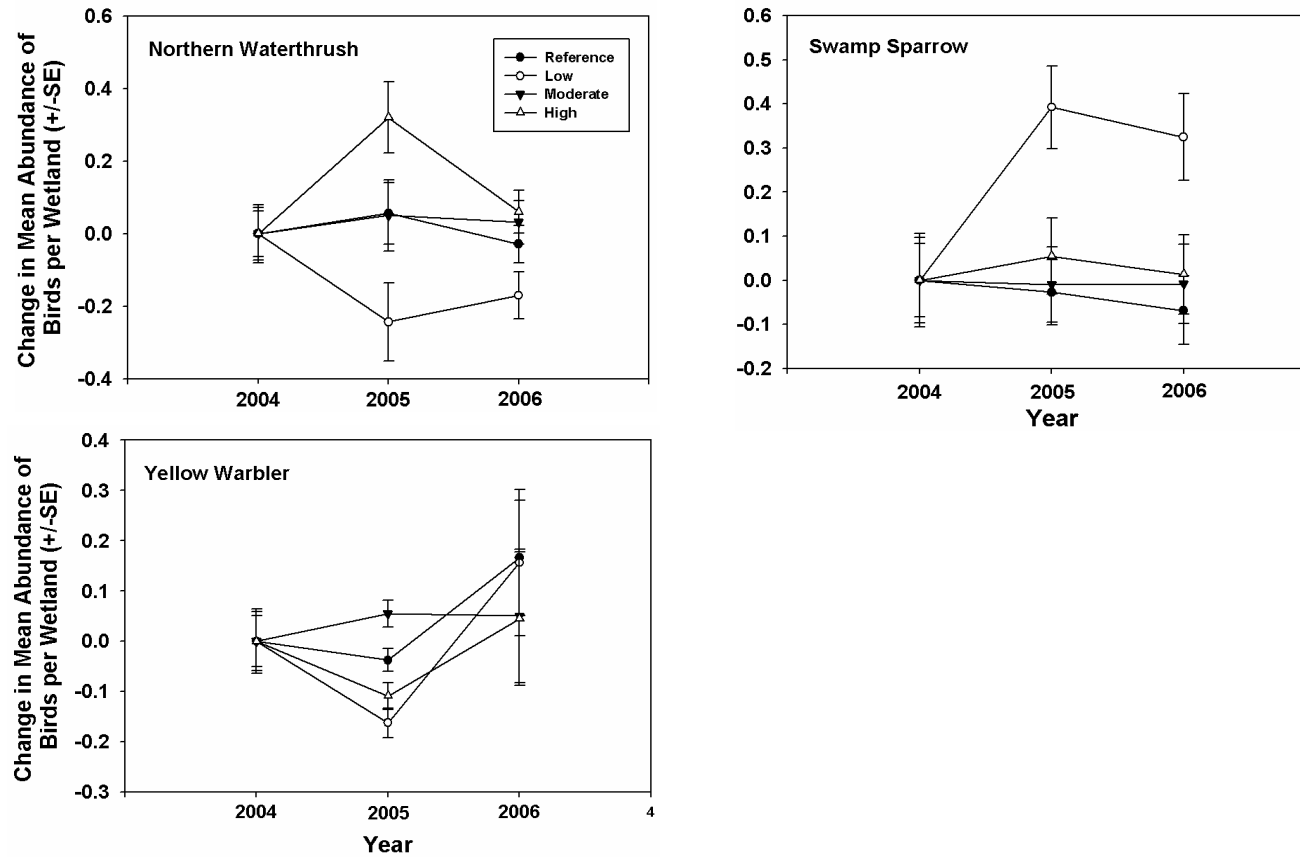 Change in Mean Abundance of
Birds per Wetland (+/-SE)
0.6
0.4
0.2
0.0
-0.2
-0.4
Northern Waterthrush
Reference
Low
Moderate
High
2004
2005
2006
0.6
0.5
0.4
0.3
0.2
0.1
0.0
-0.1
-0.2
Swamp Sparrow
2004
2005
2006
Year
Change in Mean Abundance of
Birds per Wetland (+/-SE)
0.4
0.3
0.2
0.1
0.0
-0.1
-0.2
-0.3
Yellow Warbler
2004
2005
2006
4
Year